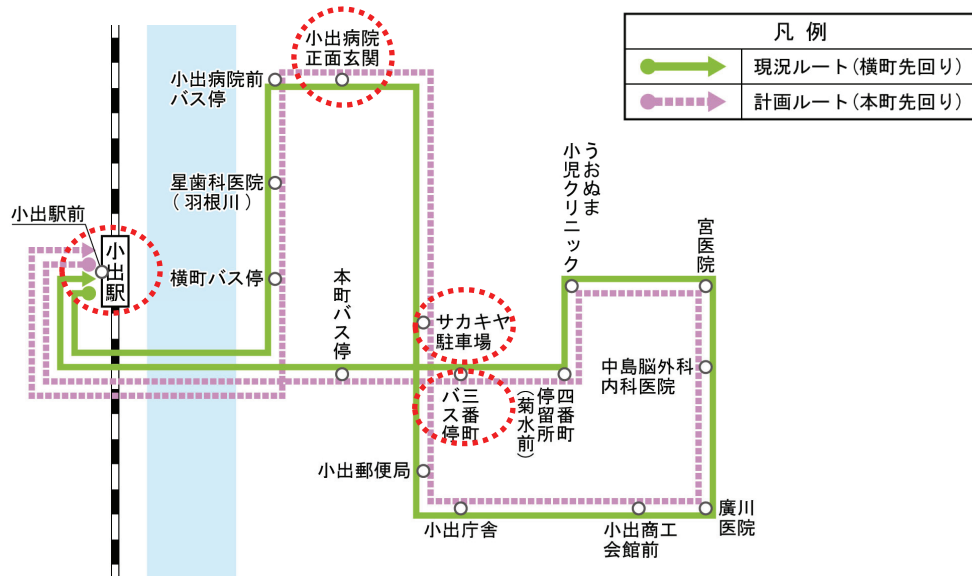 凡 例
現況ルート(横町先回り)
計画ルート(本町先回り)
小出病院
正面玄関
小出病院前
バス停
星歯科医院
(羽根川)
小出駅前
小出駅
横町バス停
本町バス停
サカキヤ
駐車場
三番町
バス停
四番町
停留所
(菊水前)
うおぬま
小児クリニック
宮医院
中島脳外科
内科医院
小出郵便局
小出庁舎
小出商工
会館前
廣川
医院